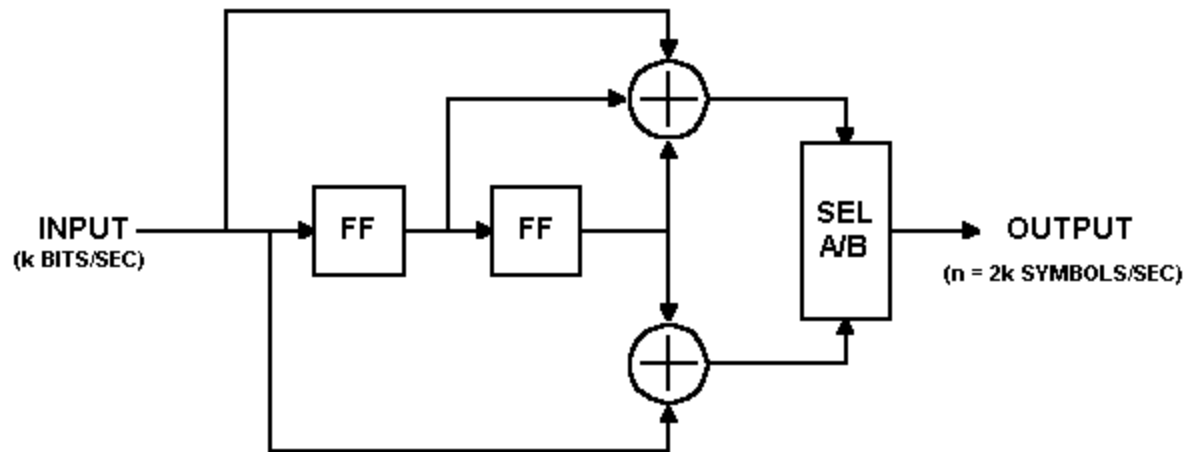 INPUT
(k BITS/SEC)
FF
FF
SEL
A/B
OUTPUT
(n = 2k SYMBOLS/SEC)